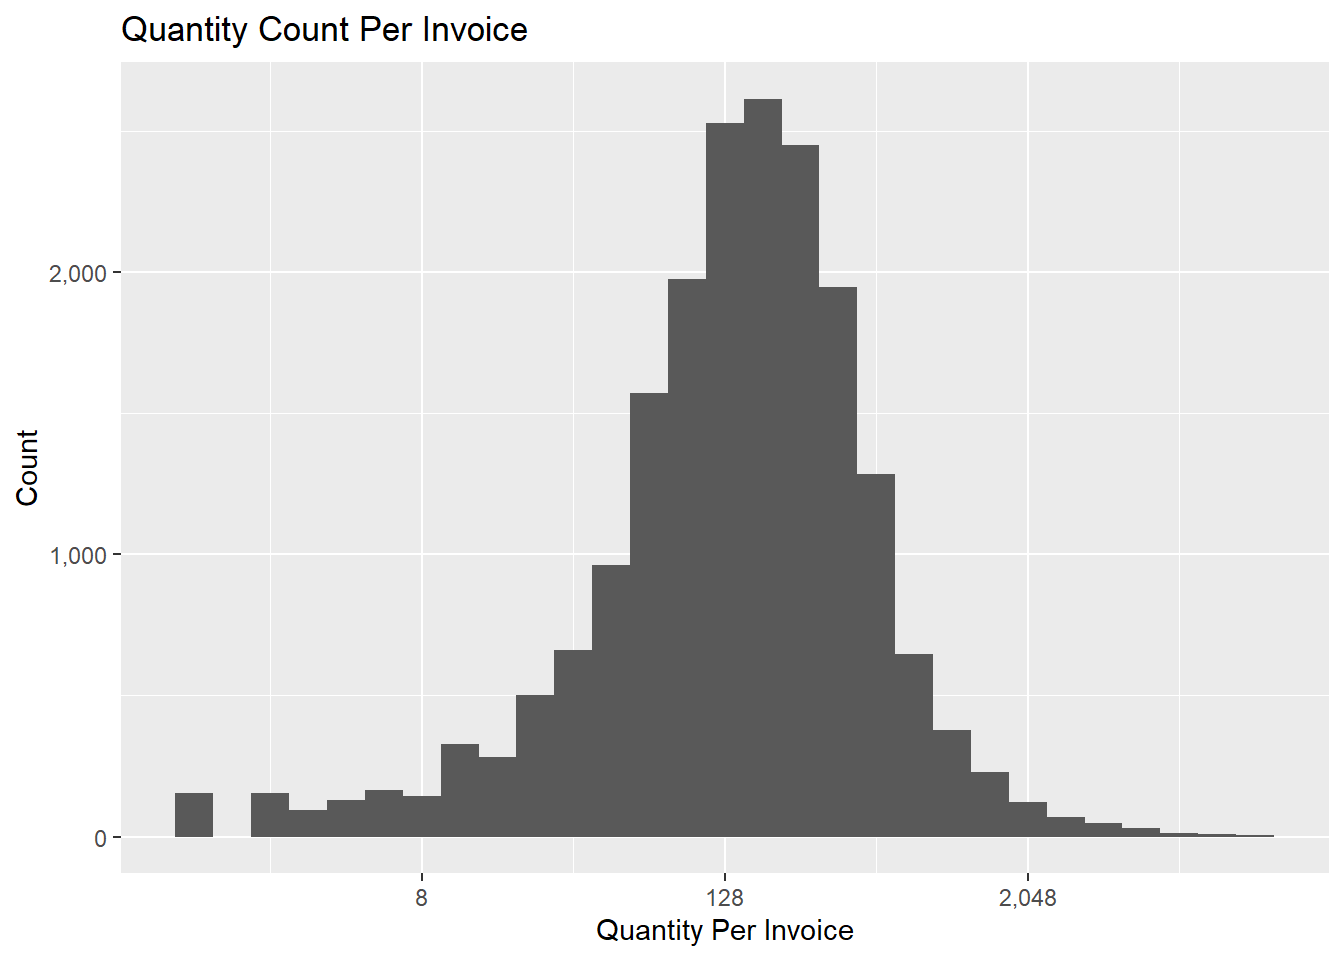 Quantity Count Per Invoice
2,000
Count
1,000
0
8 128 2,048
Quantity Per Invoice